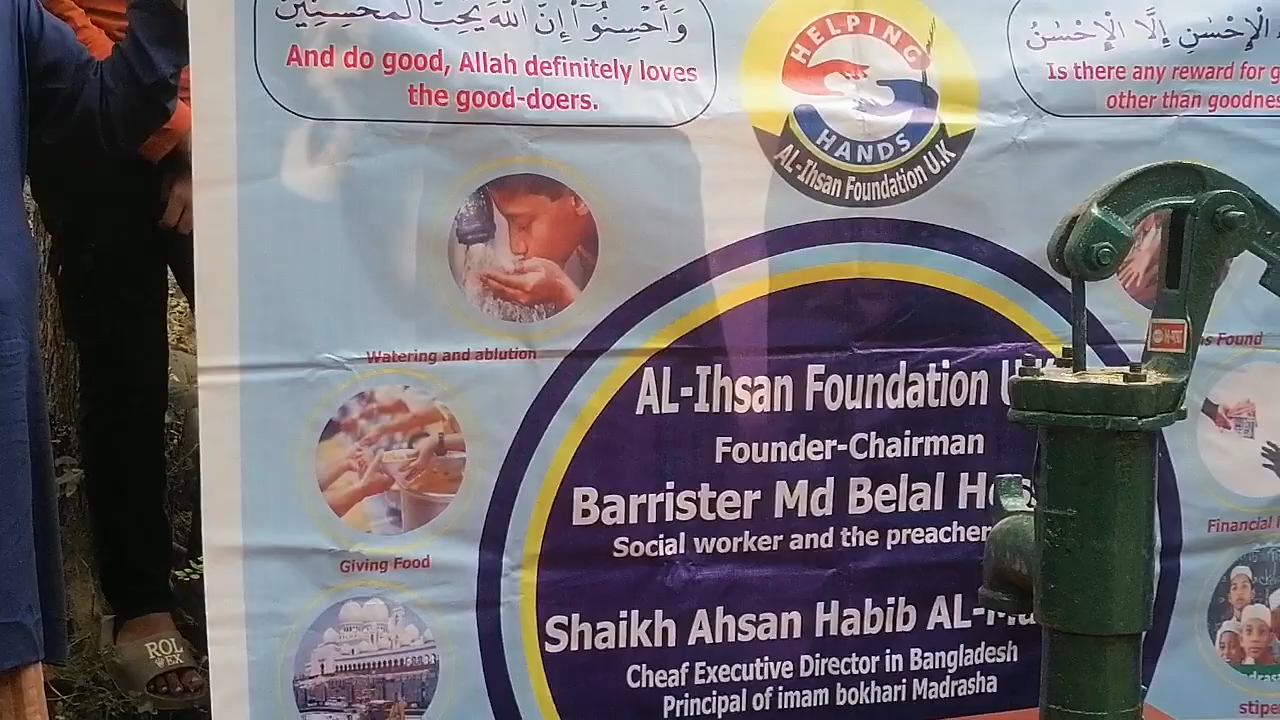 وَأَحْسِنُوٓا۟ إِنَّ ٱللَّهَ يُحِبُّ ٱلْمُحْسِنِينَ
And do good, Allah definitely loves
the good-doers.
HELPING
HANDS
AL-Ihsan Foundation U.K
الْإِحْسَٰنِ إِلَّا الْإِحْسَٰنُ
Is there any reward for
other than
Watering and ablution
Found
Giving Food
Financial
AL-Ihsan Foundation
Founder-Chairman
Barrister Md Belal
Social worker and the preacher
Shaikh Ahsan Habib
Cheaf Executive Director in Bangladesh
Principal of imam bokhari Madrasha
ROL
EX